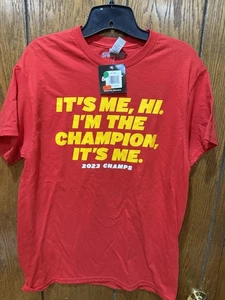 IT'S ME, HI.
I'M THE
CHAMPION,
IT'S ME.
2023 CHAMPS